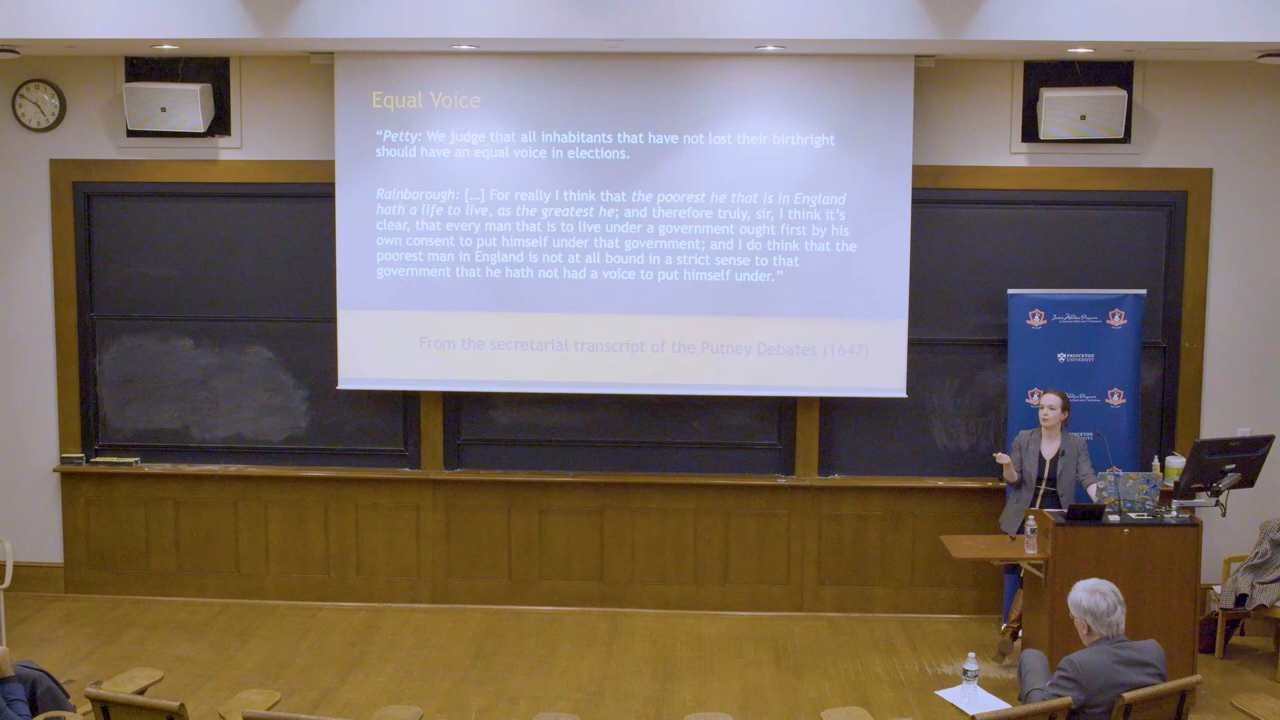 Equal Voice
“Petty: We judge that all inhabitants that have not lost their birthright
should have an equal voice in elections.
Rainborough: […] For really I think that the poorest he that is in England
hath a life to live, as the greatest he; and therefore truly, sir, I think it’s
clear, that every man that is to live under a government ought first by his
own consent to put himself under that government; and I do think that the
poorest man in England is not at all bound in a strict sense to that
government that he hath not had a voice to put himself under.”
From the secretarial transcript of the Putney Debates (1647)
PRINCETON
UNIVERSITY